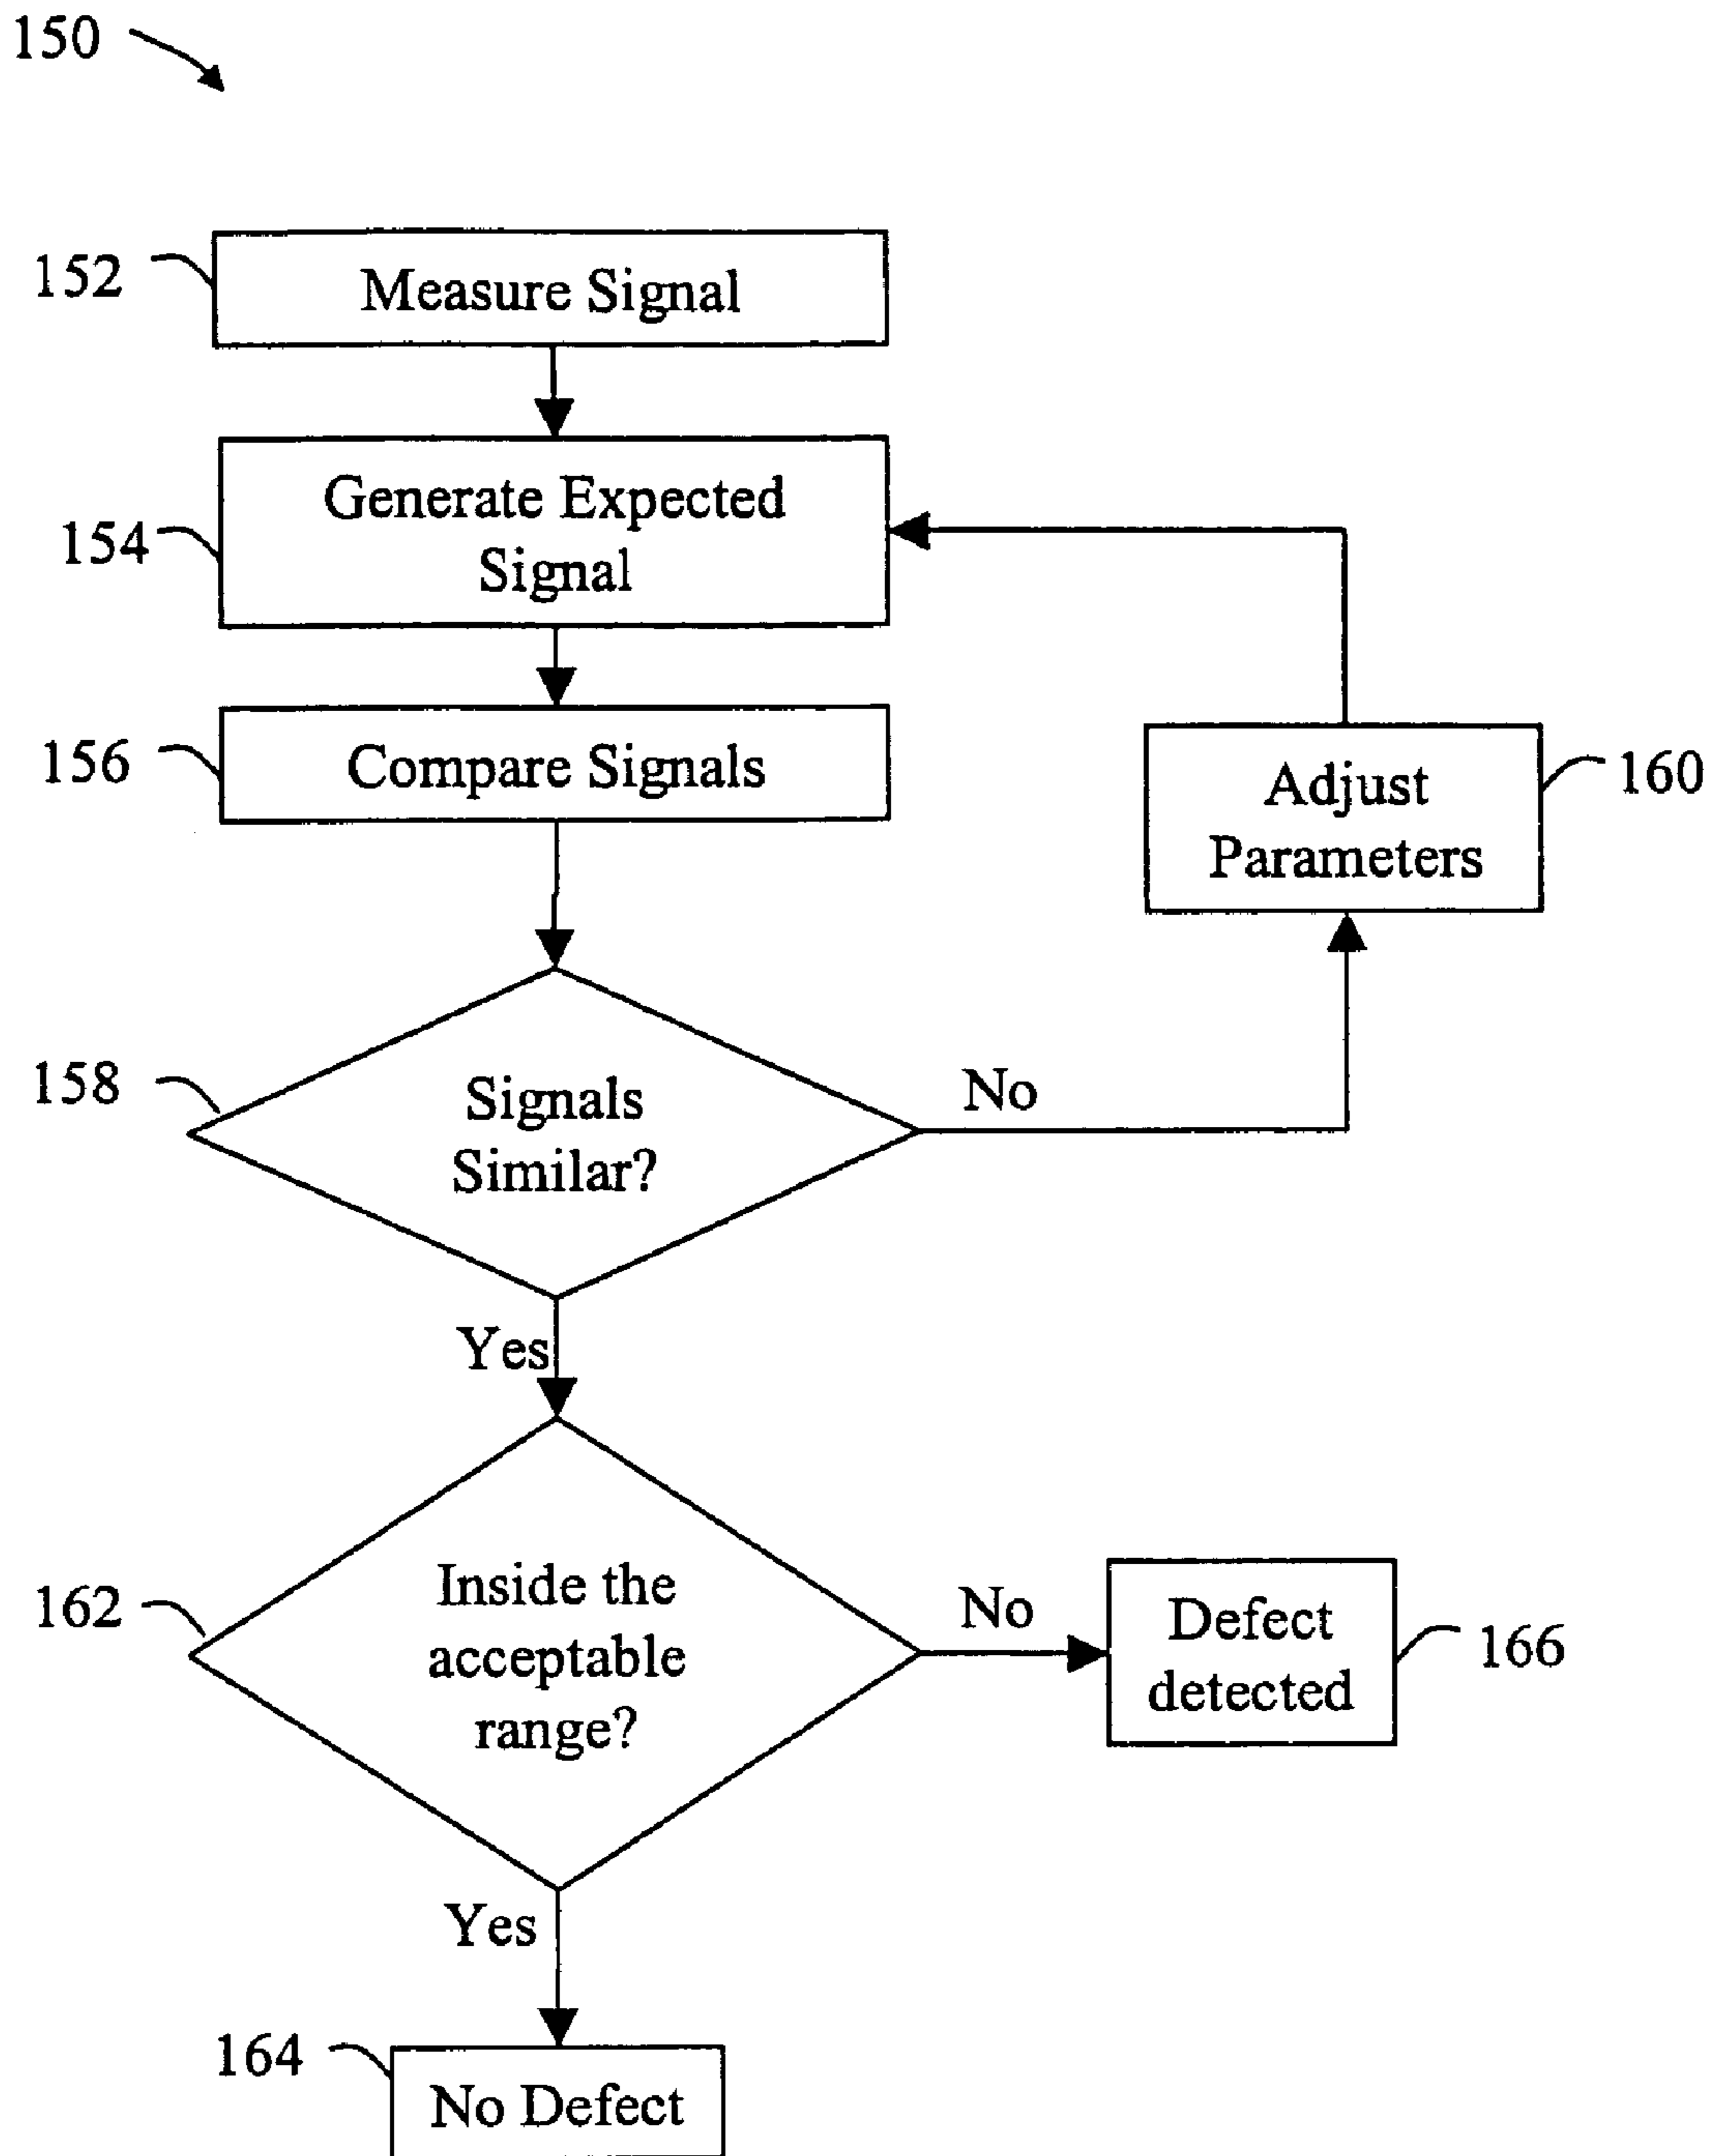 150
152
Measure Signal
154
Generate Expected
Signal
156
Compare Signals
Adjust
Parameters
160
158
Signals
Similar?
No
Yes
162
Inside the
acceptable
range?
No
Defect
detected
166
Yes
164
No Defect